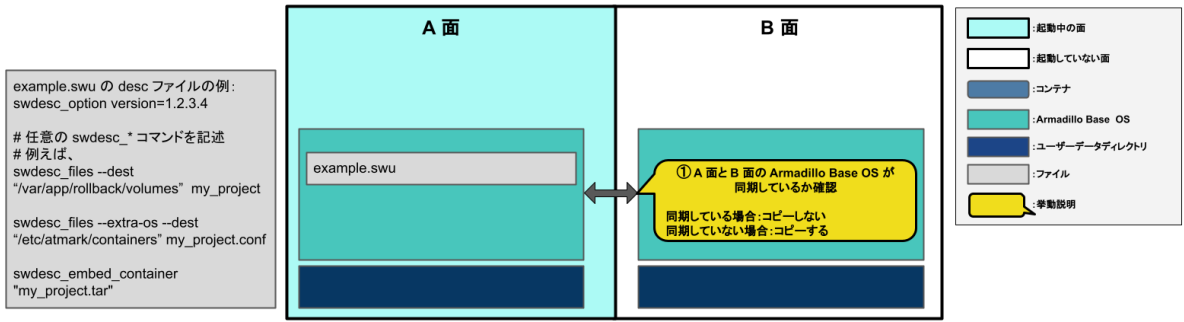 example.swu の desc ファイルの例:
swdesc_option version=1.2.3.4
# 任意の swdesc_* コマンドを記述
# 例えば、
swdesc_files --dest
“/var/app/rollback/volumes” my_project
swdesc_files --extra-os --dest
“/etc/atmark/containers” my_project.conf
swdesc_embed_container
"my_project.tar"
A 面
example.swu
B 面
① A 面と B 面の Armadillo Base OS が
同期しているか確認
同期している場合:コピーしない
同期していない場合:コピーする
:起動中の面
:起動していない面
:コンテナ
:Armadillo Base OS
:ユーザーデータディレクトリ
:ファイル
:挙動説明